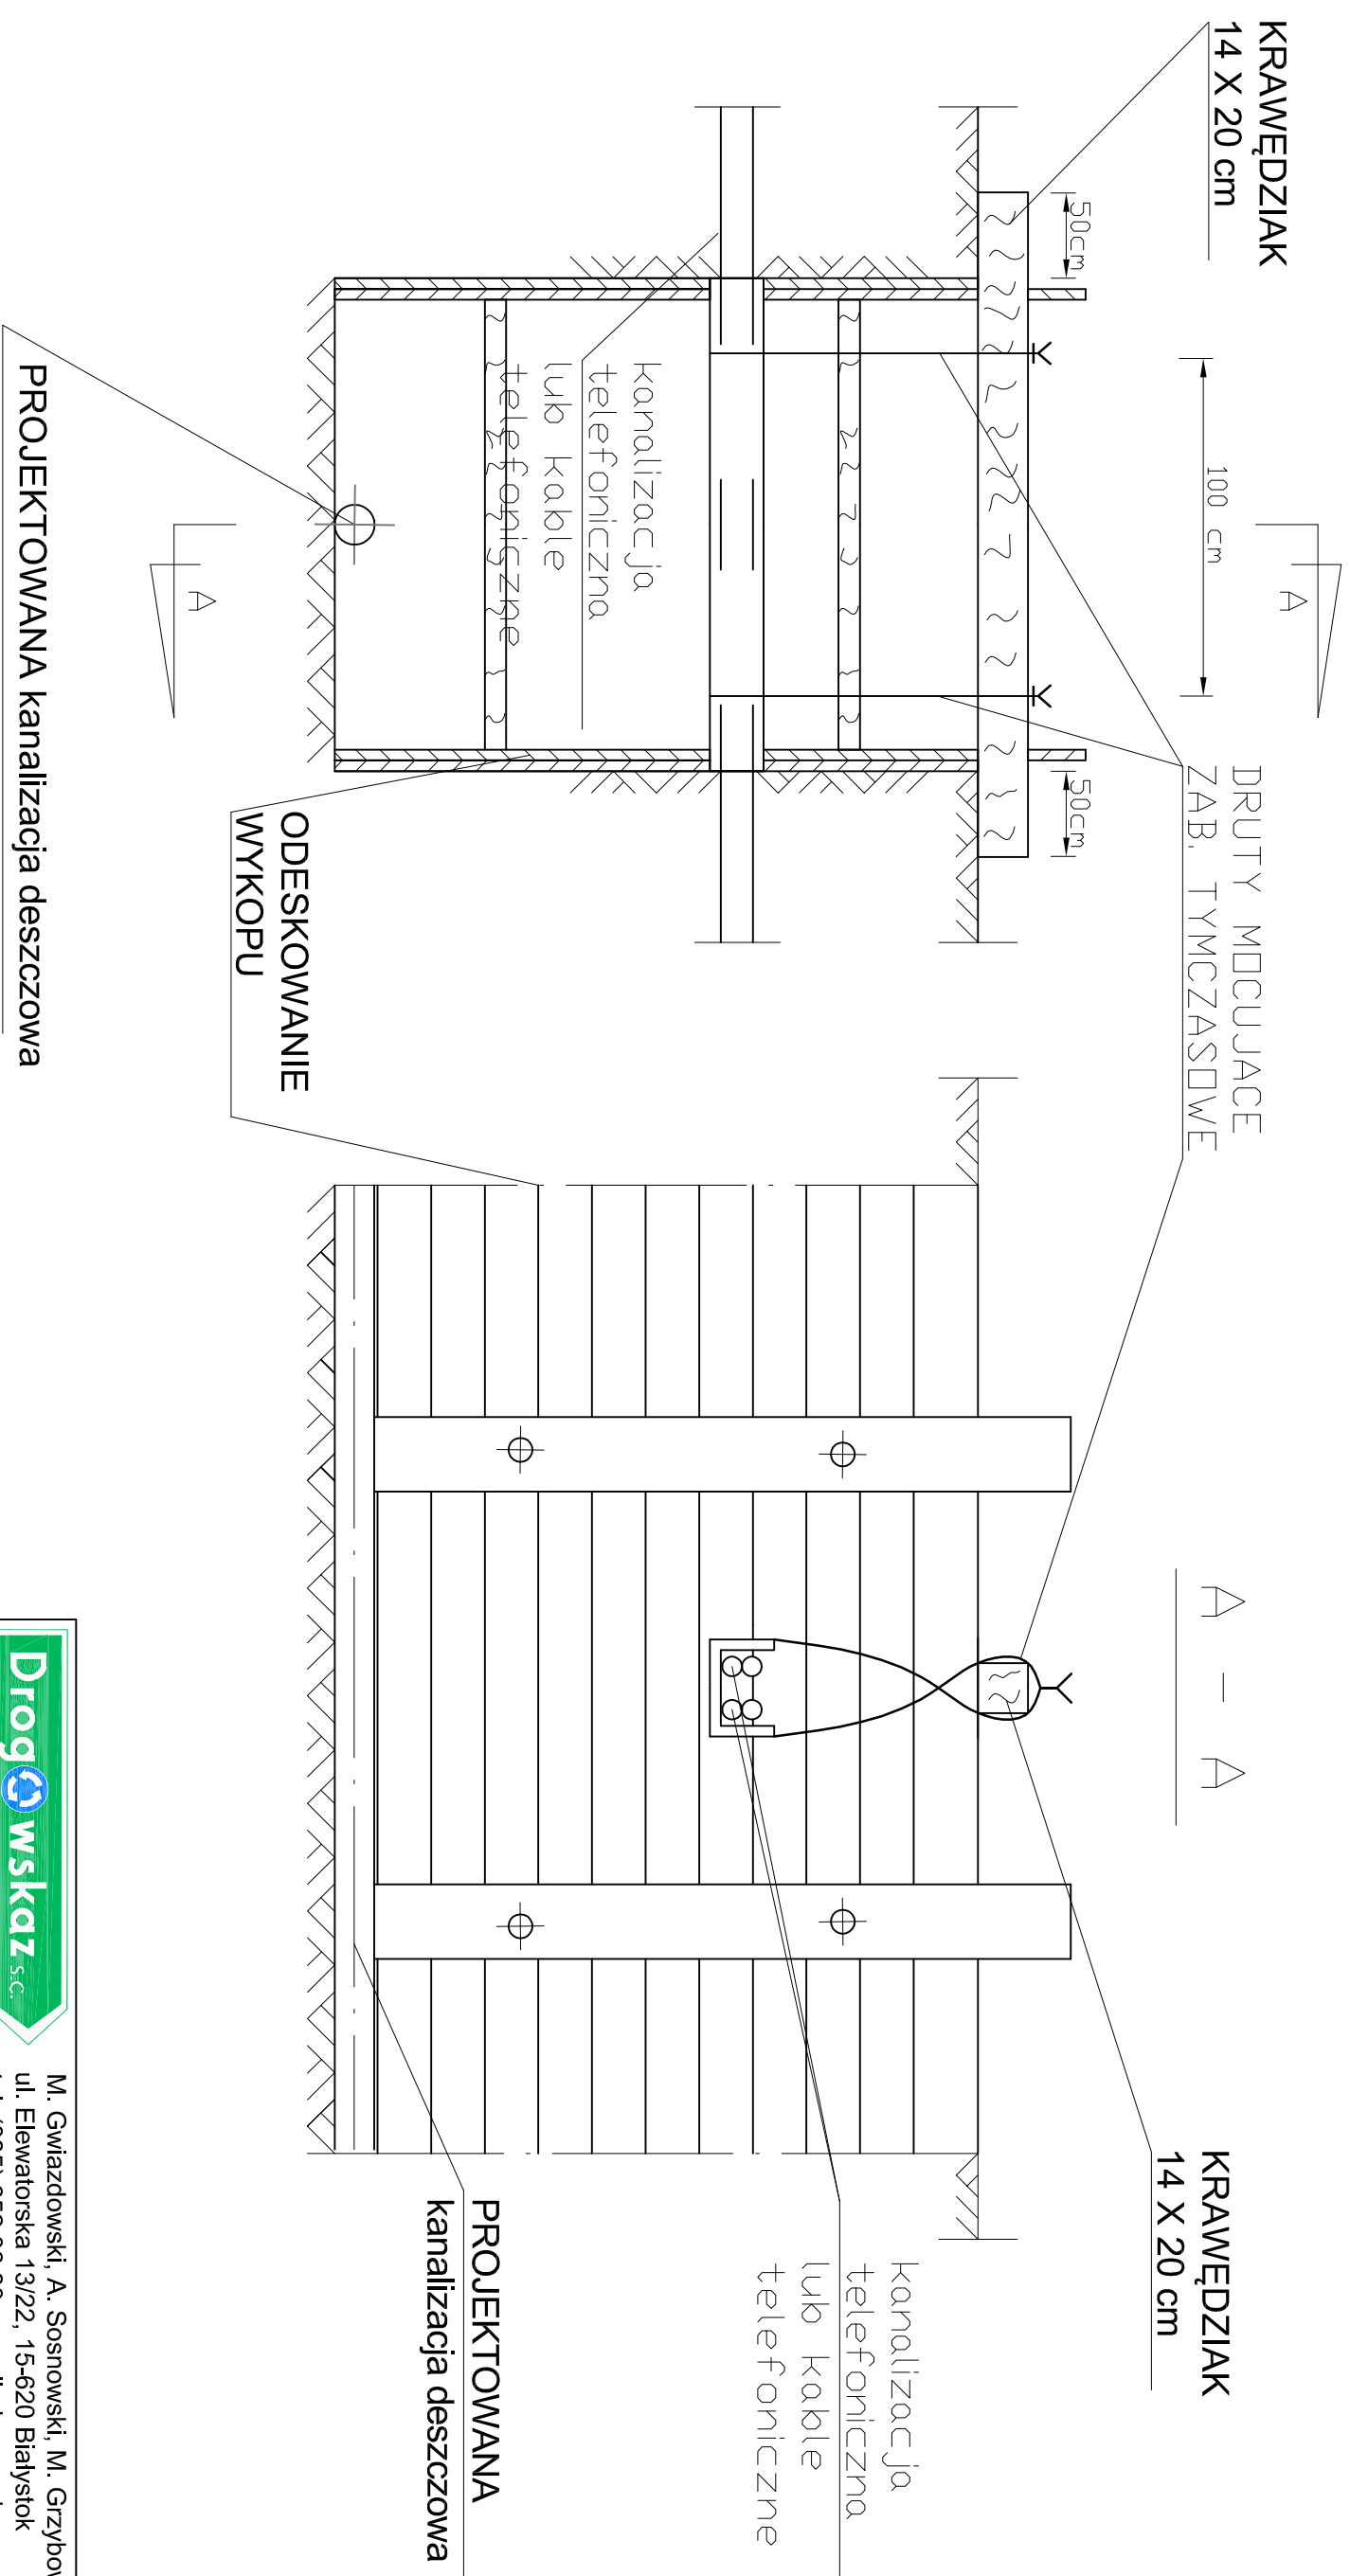 KRAWĘDZIAK
14 X 20 cm
50cm
100 cm
50cm
A
A
DRUTY MOCUJACE
ZAB. TYMCZASOWE
kanalizacja
telefoniczna
lub kable
telefoniczne
ODESKOWANIE
WYKOPU
PROJEKTOWANA kanalizacja deszczowa
A - A
KRAWĘDZIAK
14 X 20 cm
kanalizacja
telefoniczna
lub kable
telefoniczne
PROJEKTOWANA
kanalizacja deszczowa
Drogowskaz s.c.
M. Gwiazdowski, A. Sosnowski, M. Grzybow
ul. Elewatorska 13/22, 15-620 Białystok